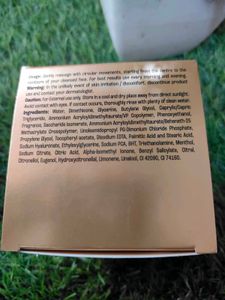 Usage: Gently massage with circular movements, starting from the centre to the
contours of your cleansed face. For best results use every morning and evening.
Warning: In the unlikely event of skin irritation / discomfort, discontinue product
use and contact your dermatologist.
Caution: For External use only. Store in a cool and dry place away from direct sunlight.
Avoid contact with eyes. If contact occurs, thoroughly rinse with plenty of clean water.
Ingredients: Water, Dimethicone, Glycerine, Butylene Glycol, Caprylic/Capric
Triglyceride, Ammonium Acryloyldimethyltaurate/VP Copolymer, Phenoxyethanol,
Fragrance, Saccharide Isomerate, Ammonium Acryloyldimethyltaurate/Beheneth-25
Methacrylate Crosspolymer, Linoleamidopropyl PG-Dimonium Chloride Phosphate,
Propylene Glycol, Tocopheryl acetate, Disodium EDTA, Palmitic Acid and Stearic Acid,
Sodium Hyaluronate, Ethylhexylglycerine, Sodium PCA, BHT, Triethanolamine, Menthol,
Sodium Citrate, Citric Acid, Alpha-Isomethyl Ionone, Benzyl Salicylate, Citral,
Citronellol, Eugenol, Hydroxycitronellal, Limonene, Linalool, CI 42090, CI 74160.